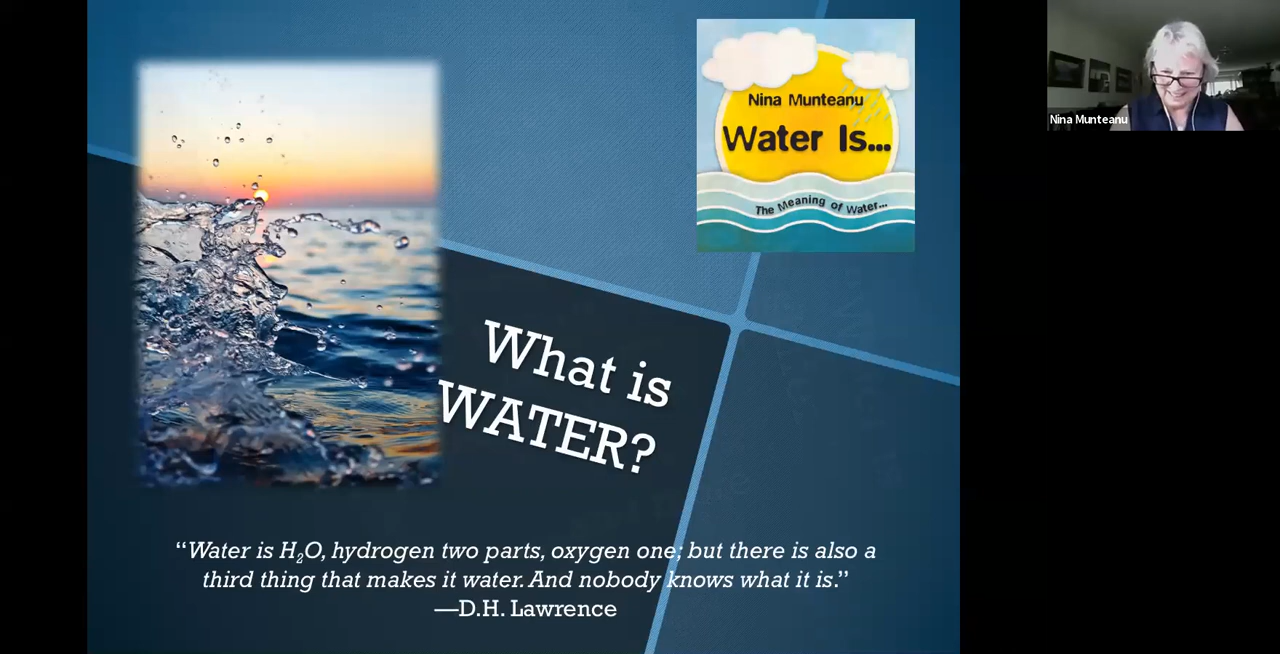 Nina Munteanu
Water Is...
The Meaning of Water...
Nina Munteanu
What is
WATER?
“Water is H₂O, hydrogen two parts, oxygen one; but there is also a
third thing that makes it water. And nobody knows what it is.”
—D.H. Lawrence